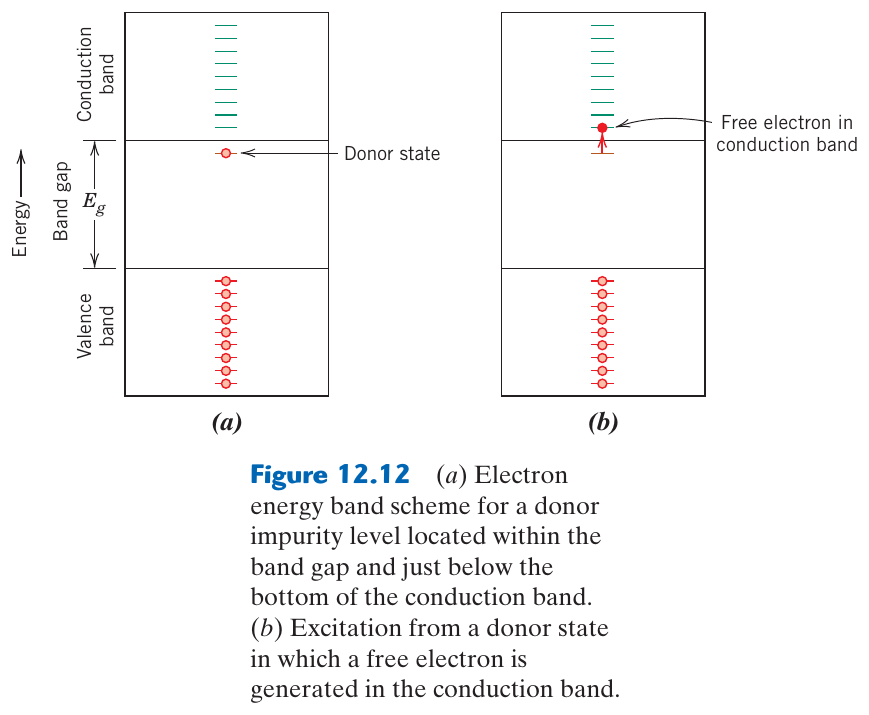 Conduction
band
Energy
Band gap
E_g
Valence
band
Donor state
(a)
Free electron in
conduction band
(b)
Figure 12.12 (a) Electron
energy band scheme for a donor
impurity level located within the
band gap and just below the
bottom of the conduction band.
(b) Excitation from a donor state
in which a free electron is
generated in the conduction band.